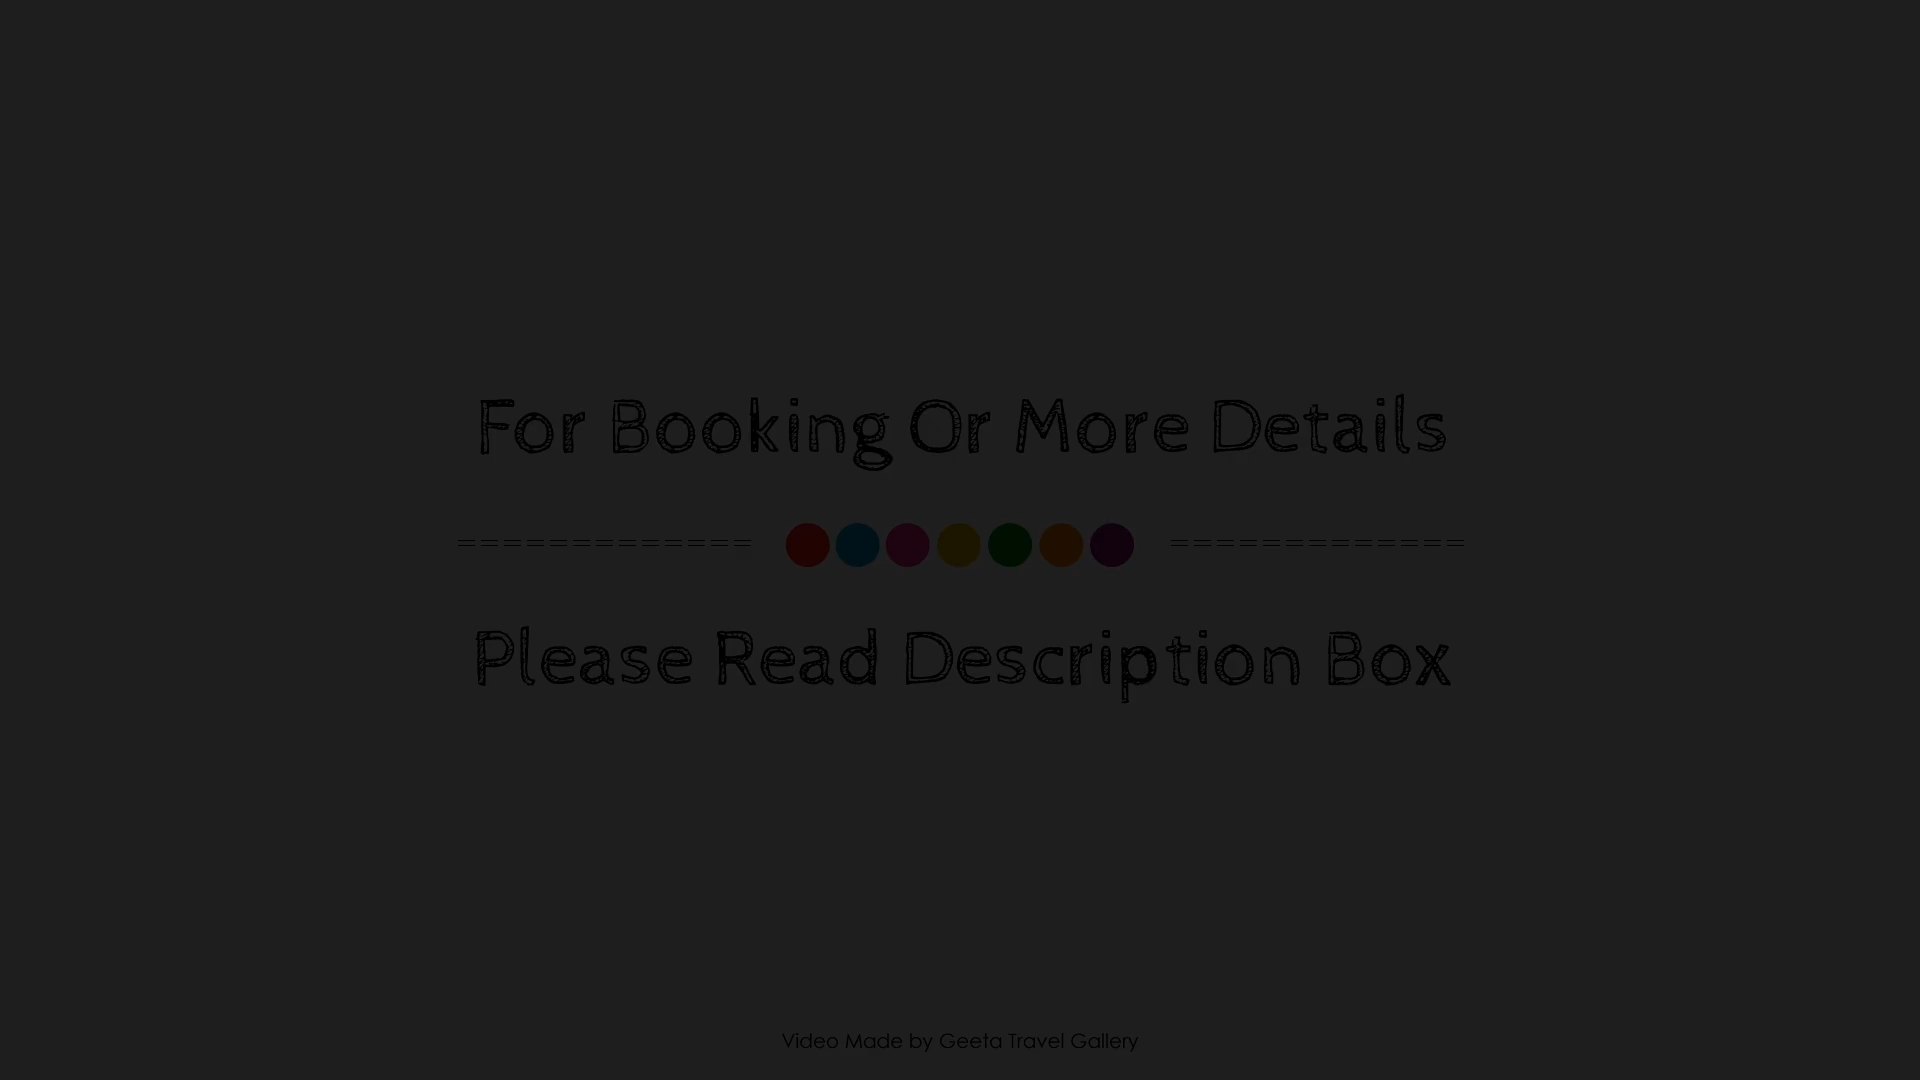 For Booking Or More Details
============= =============
Please Read Description Box
Video Made by Geeta Travel Gallery